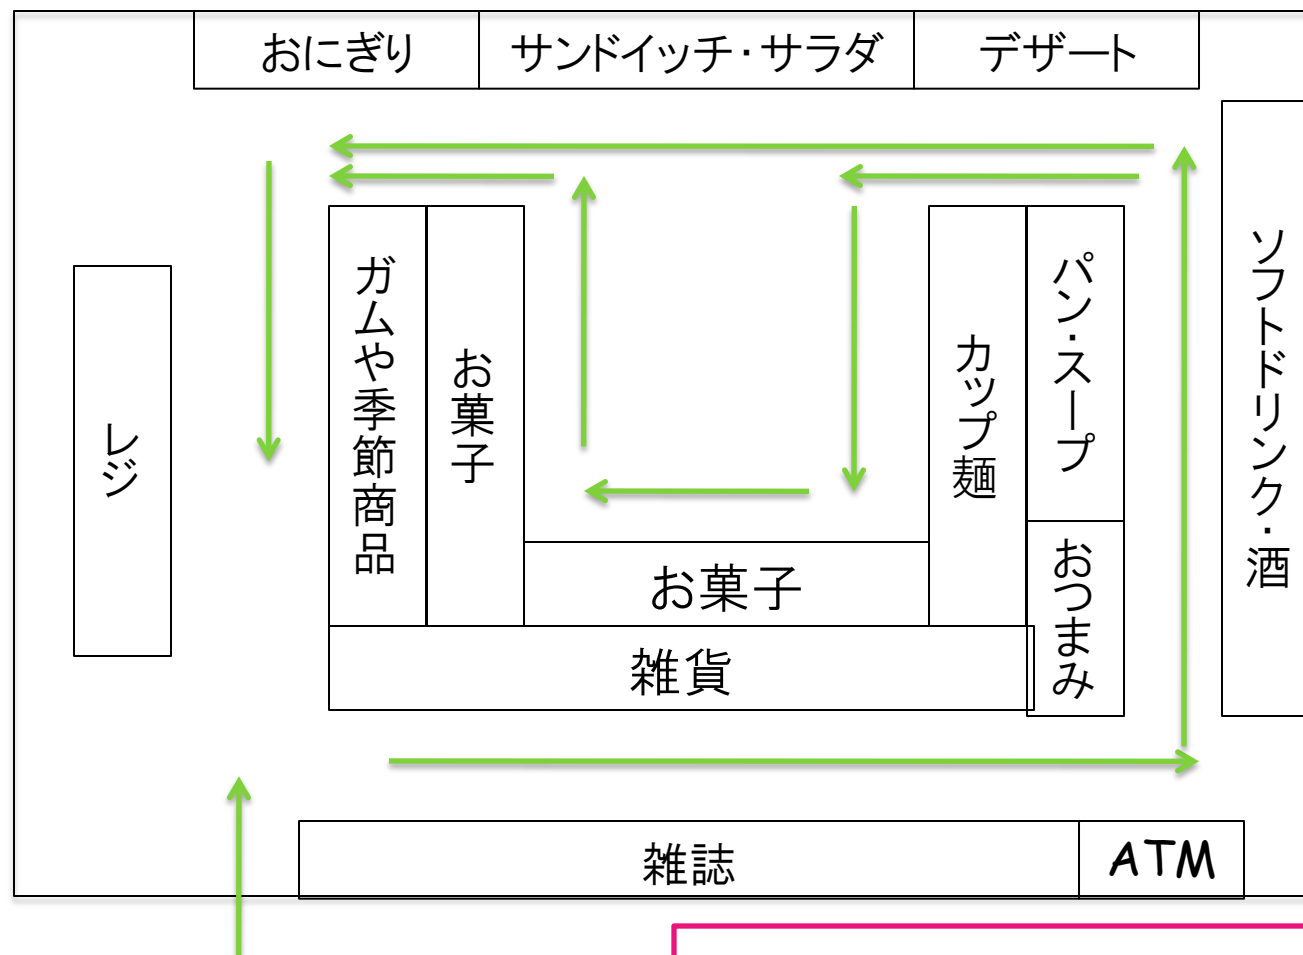 おにぎり
サンドイッチ・サラダ
デザート
レジ
ガムや季節商品
お菓子
カップ麺
パン・スープ
ソフトドリンク・酒
お菓子
おつまみ
雑貨
雑誌
ATM